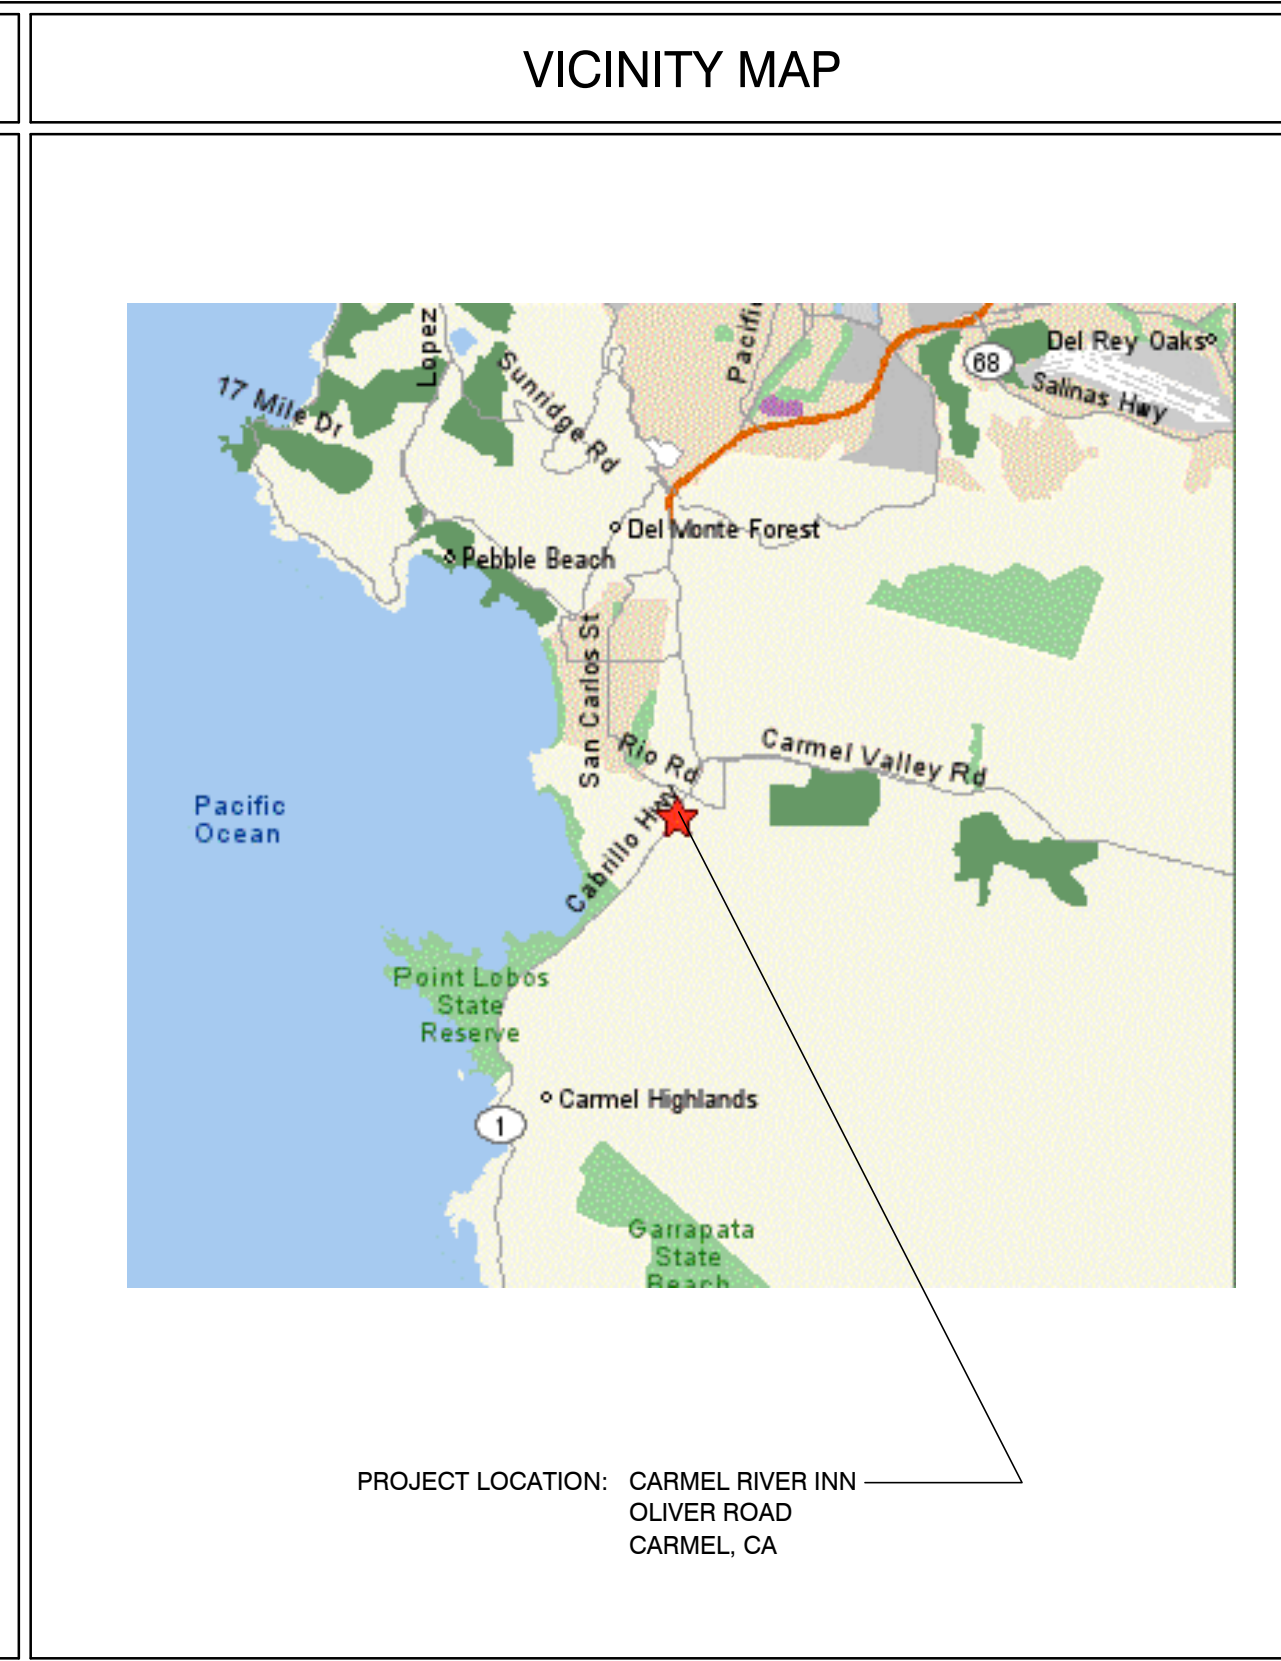 VICINITY MAP
Lopez
Pacific
68
Del Rey Oaks
Salinas Hwy
17 Mile Dr
Sunridge Rd
Del Monte Forest
Pebble Beach
San Carlos St
Rio Rd
Carmel Valley Rd
Pacific
Ocean
Cabrillo Hwy
Point Lobos
State
Reserve
Carmel Highlands
1
Garrapata
State
Beach
PROJECT LOCATION: CARMEL RIVER INN
OLIVER ROAD
CARMEL, CA